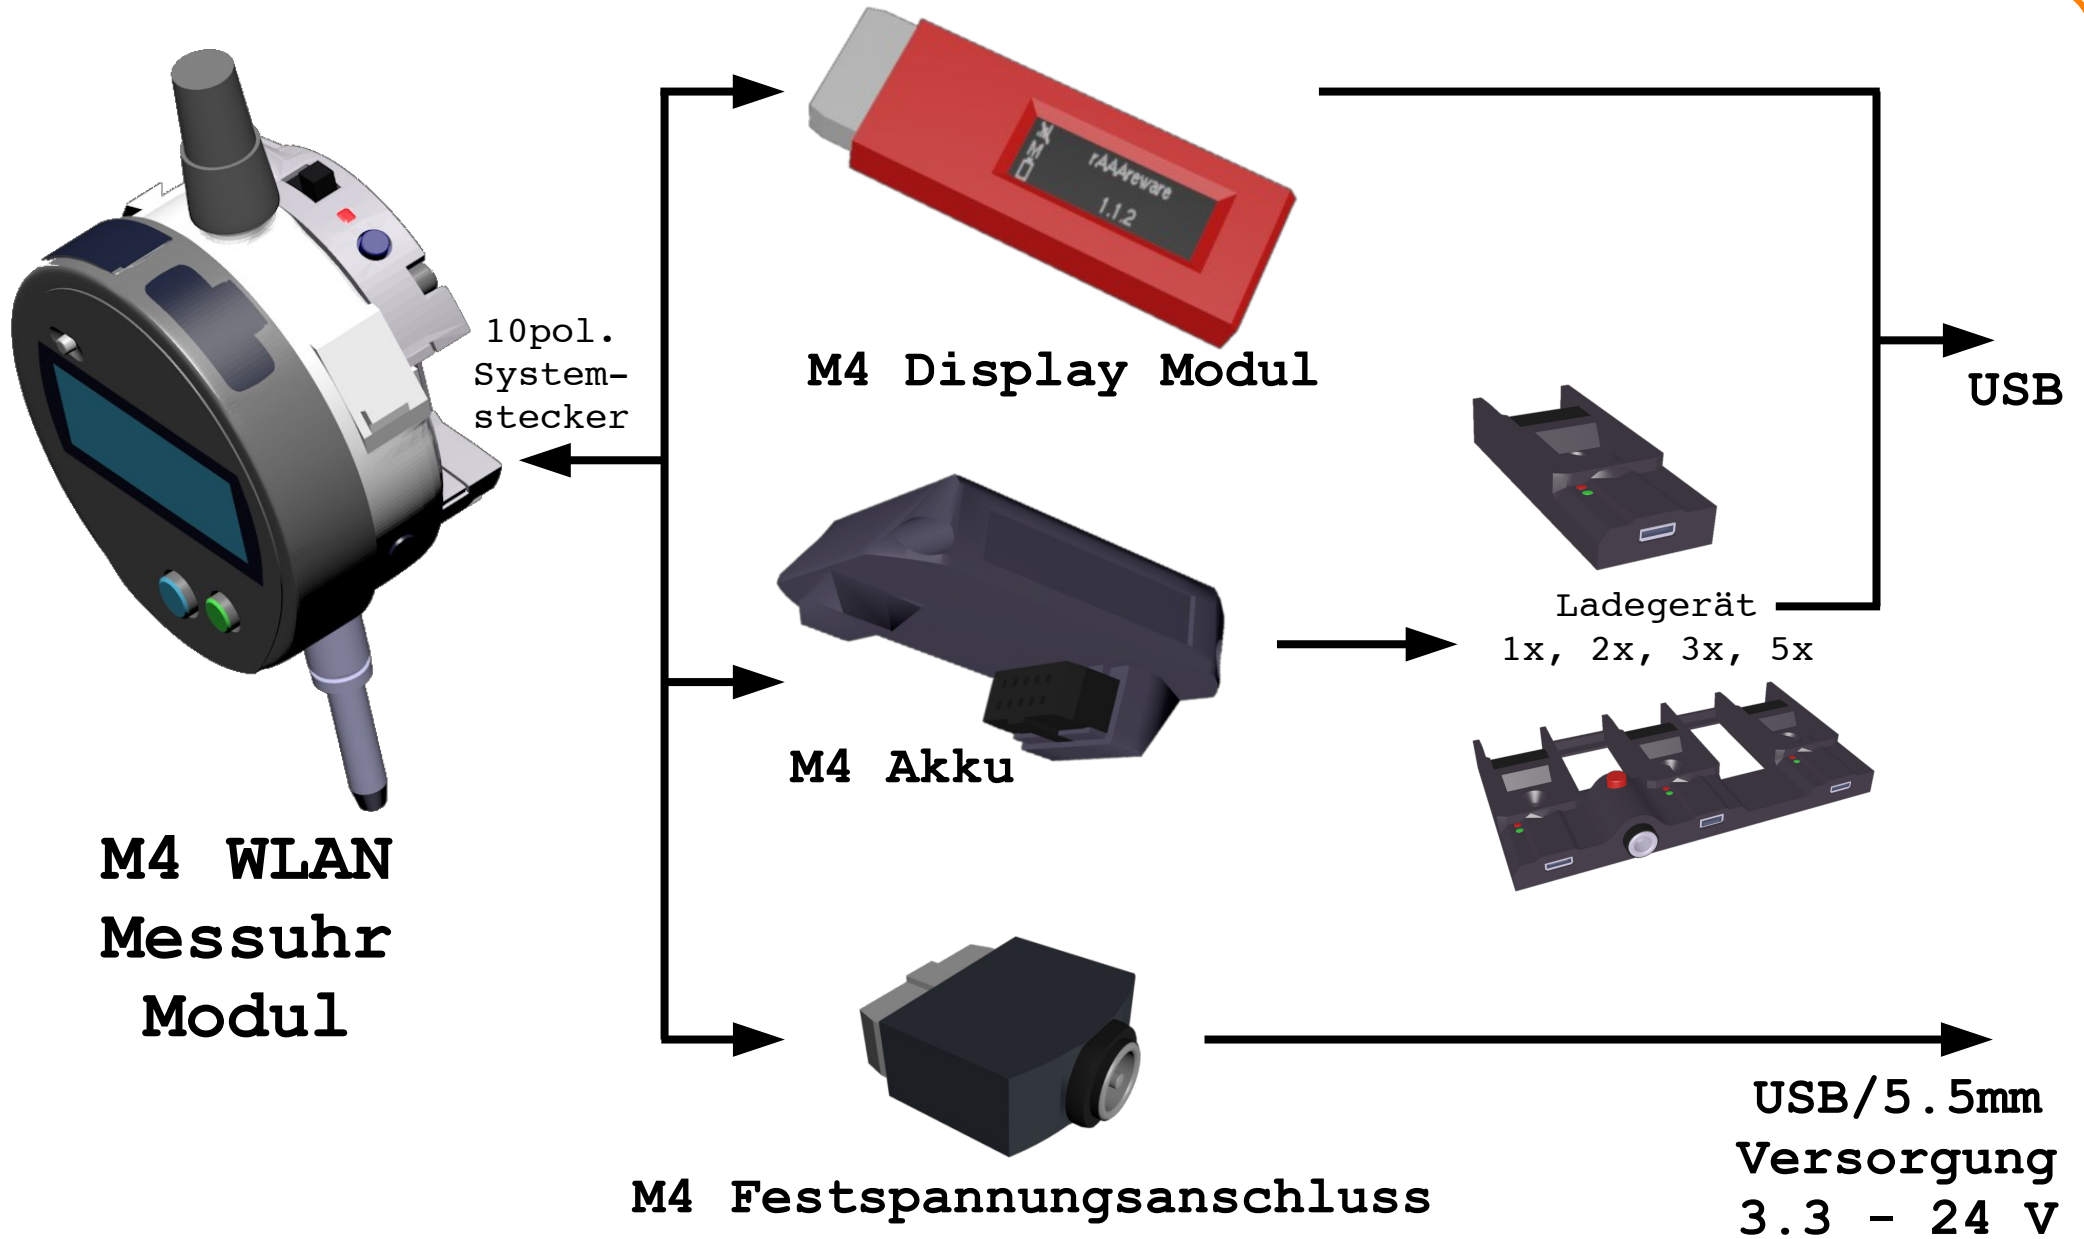 rAAAreware
1.1.2
10pol.
System-
stecker
M4 Display Modul
USB
Ladegerät
1x, 2x, 3x, 5x
M4 Akku
M4 WLAN
Messuhr
Modul
M4 Festspannungsanschluss
USB/5.5mm
Versorgung
3.3 - 24 V